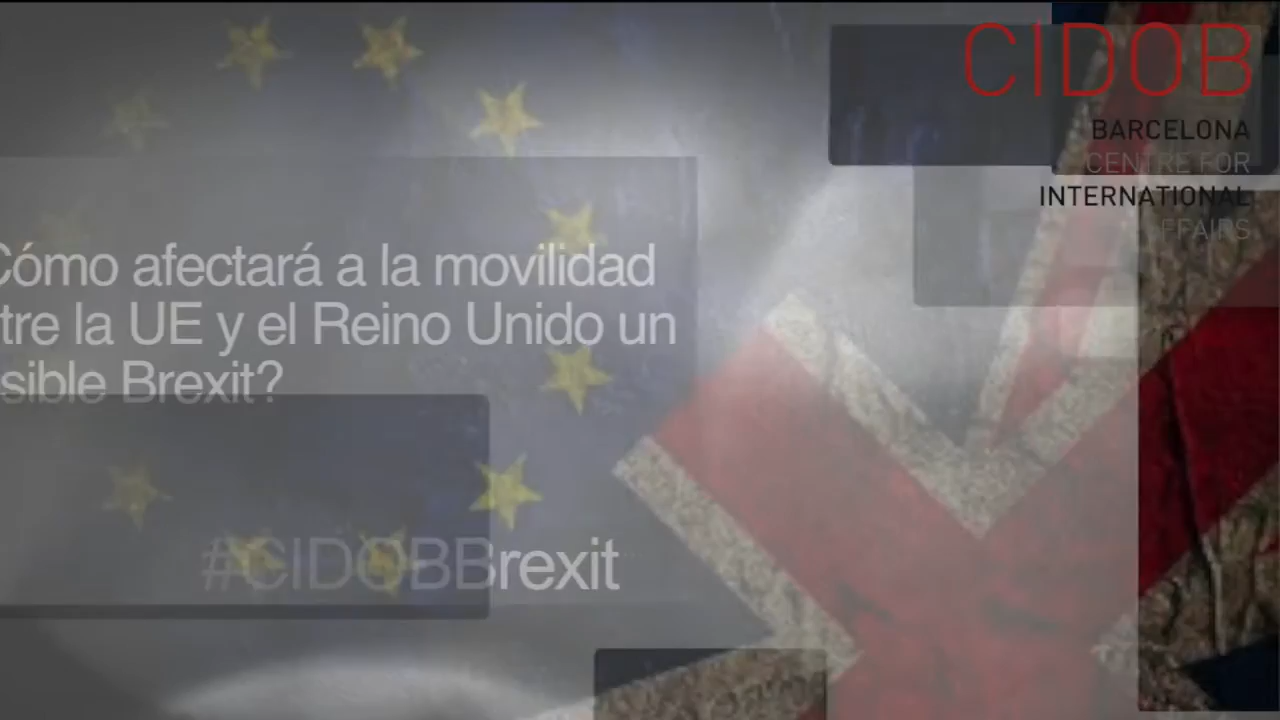 CIDOB
BARCELONA
CENTRE FOR
INTERNATIONAL
FFAIRS
Cómo afectará a la movilidad
tre la UE y el Reino Unido un
sible Brexit?
#CIDOBBrexit